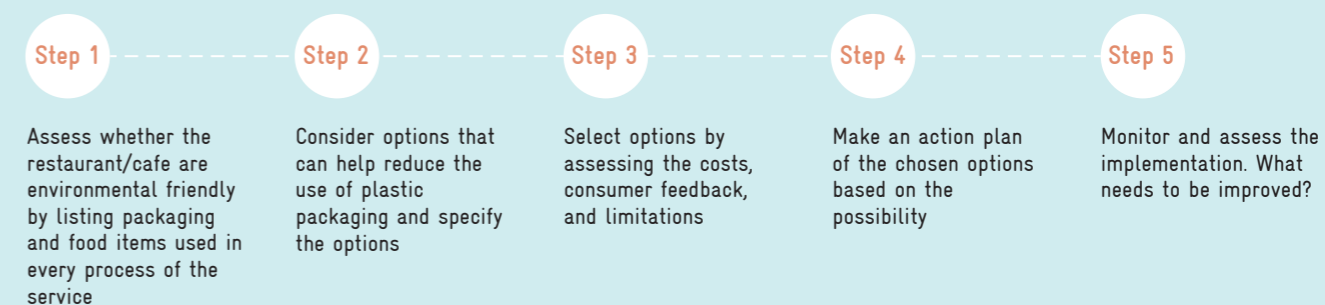 Step 1
Assess whether the
restaurant/cafe are
environmental friendly
by listing packaging
and food items used in
every process of the
service
Step 2
Consider options that
can help reduce the
use of plastic
packaging and specify
the options
Step 3
Select options by
assessing the costs,
consumer feedback,
and limitations
Step 4
Make an action plan
of the chosen options
based on the
possibility
Step 5
Monitor and assess the
implementation. What
needs to be improved?